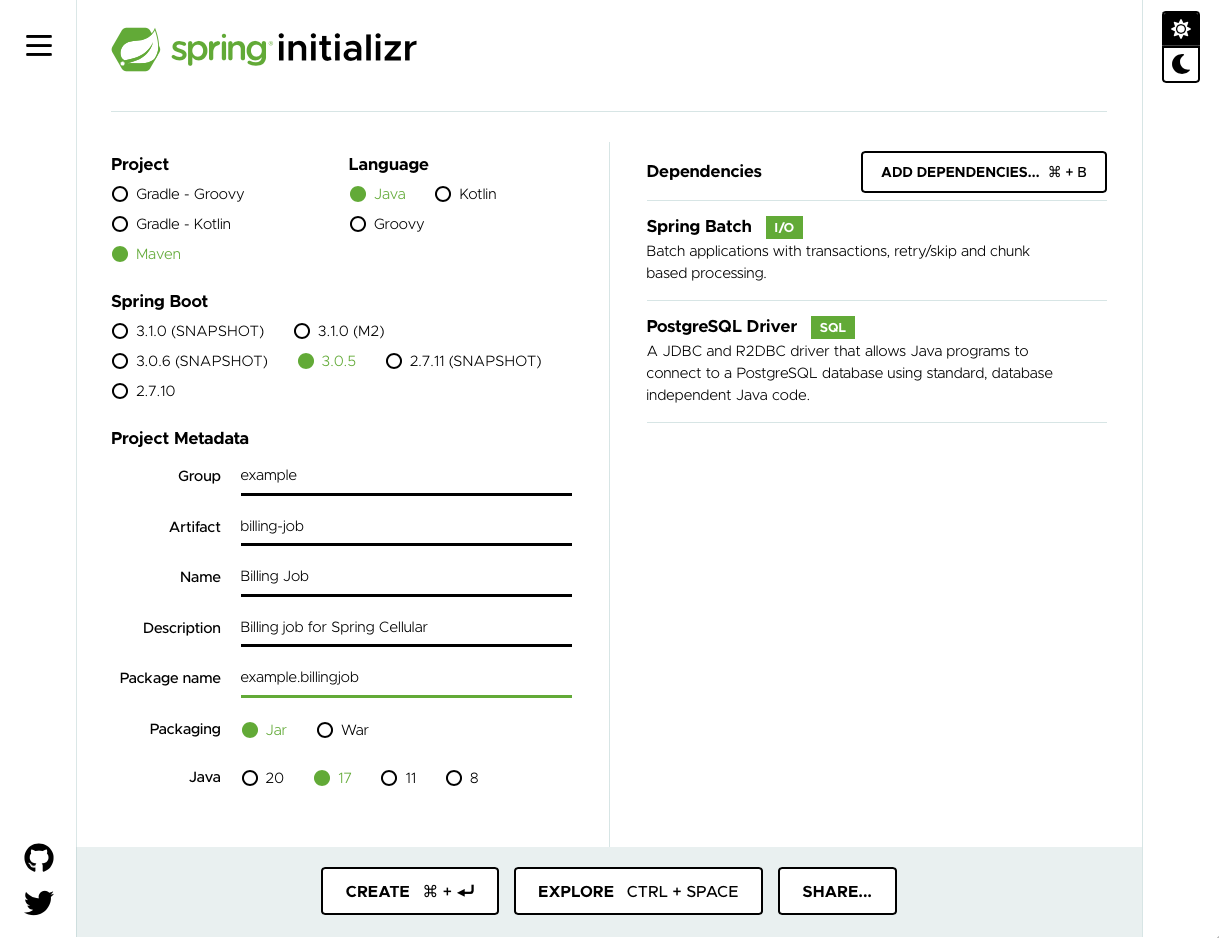 spring initializr
Project
Gradle - Groovy
Gradle - Kotlin
Maven
Language
Java Kotlin
Groovy
Spring Boot
3.1.0 (SNAPSHOT) 3.1.0 (M2)
3.0.6 (SNAPSHOT) 3.0.5 2.7.11 (SNAPSHOT)
2.7.10
Project Metadata
Group example
Artifact billing-job
Name Billing Job
Description Billing job for Spring Cellular
Package name example.billingjob
Packaging Jar War
Java 20 17 11 8
Dependencies ADD DEPENDENCIES... ⌘ + B
Spring Batch I/O
Batch applications with transactions, retry/skip and chunk
based processing.
PostgreSQL Driver SQL
A JDBC and R2DBC driver that allows Java programs to
connect to a PostgreSQL database using standard, database
independent Java code.
CREATE ⌘ + ⏎ EXPLORE CTRL + SPACE SHARE...